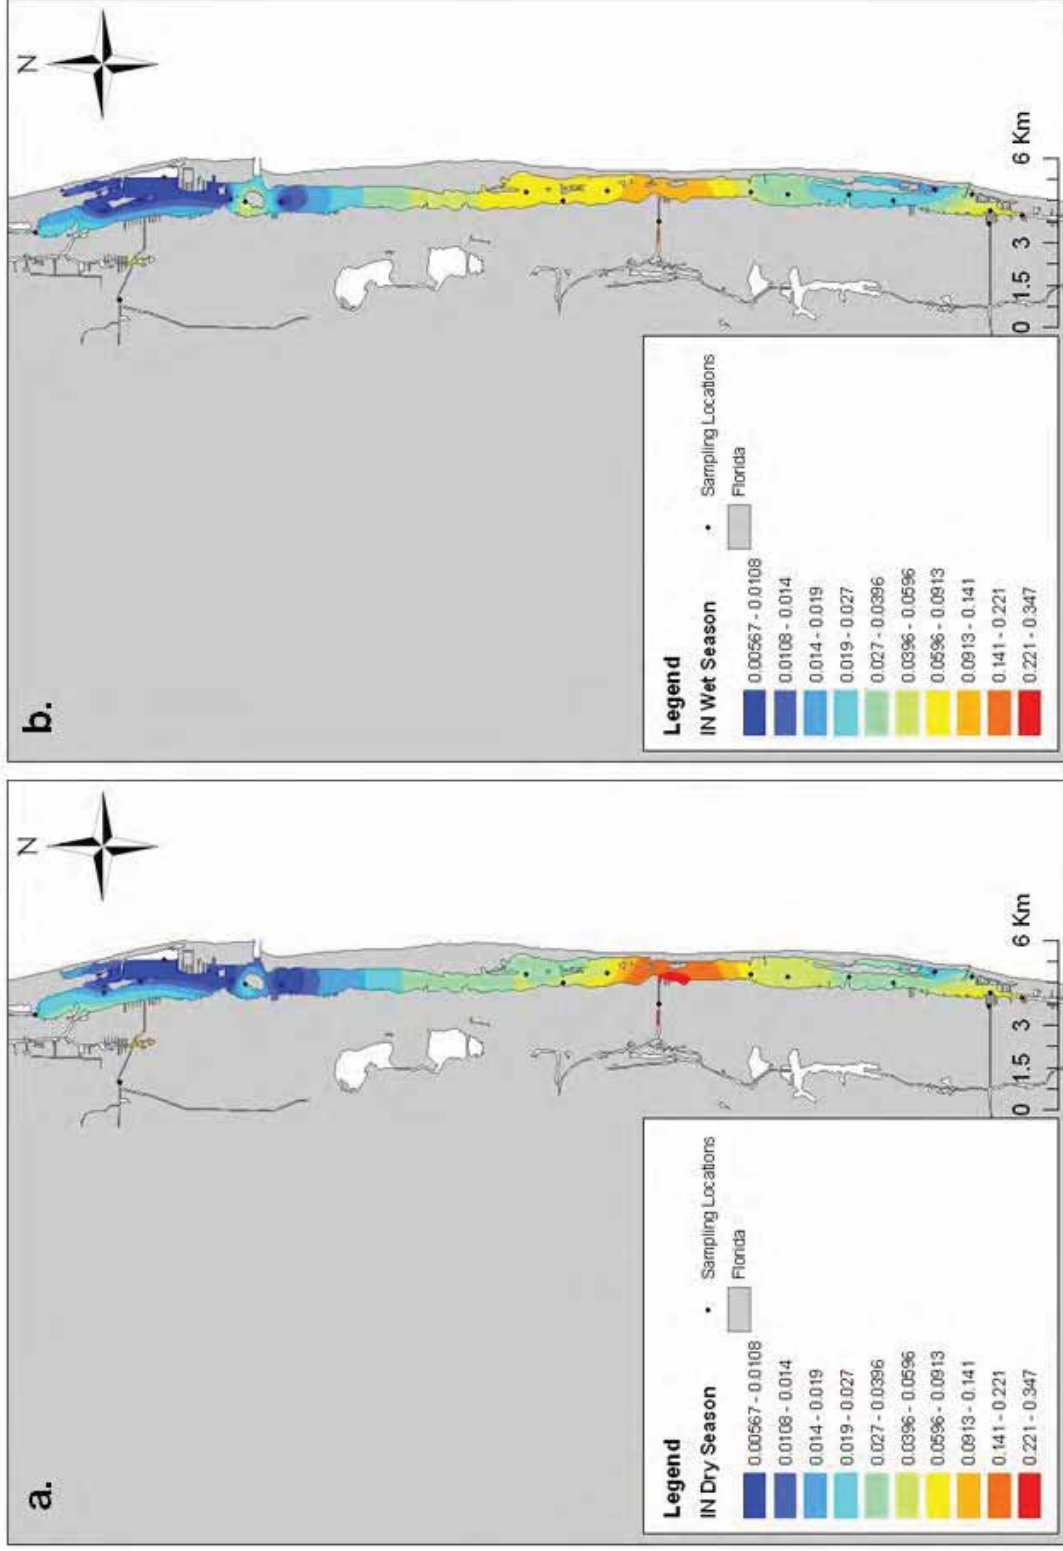 b.
N
Legend
IN Wet Season
0.00567 - 0.0108
0.0108 - 0.014
0.014 - 0.019
0.019 - 0.027
0.027 - 0.0396
0.0396 - 0.0596
0.0596 - 0.0913
0.0913 - 0.141
0.141 - 0.221
0.221 - 0.347
Sampling Locations
Florida
0 1.5 3 6 Km
a.
N
Legend
IN Dry Season
0.00567 - 0.0108
0.0108 - 0.014
0.014 - 0.019
0.019 - 0.027
0.027 - 0.0396
0.0396 - 0.0596
0.0596 - 0.0913
0.0913 - 0.141
0.141 - 0.221
0.221 - 0.347
Sampling Locations
Florida
0 1.5 3 6 Km